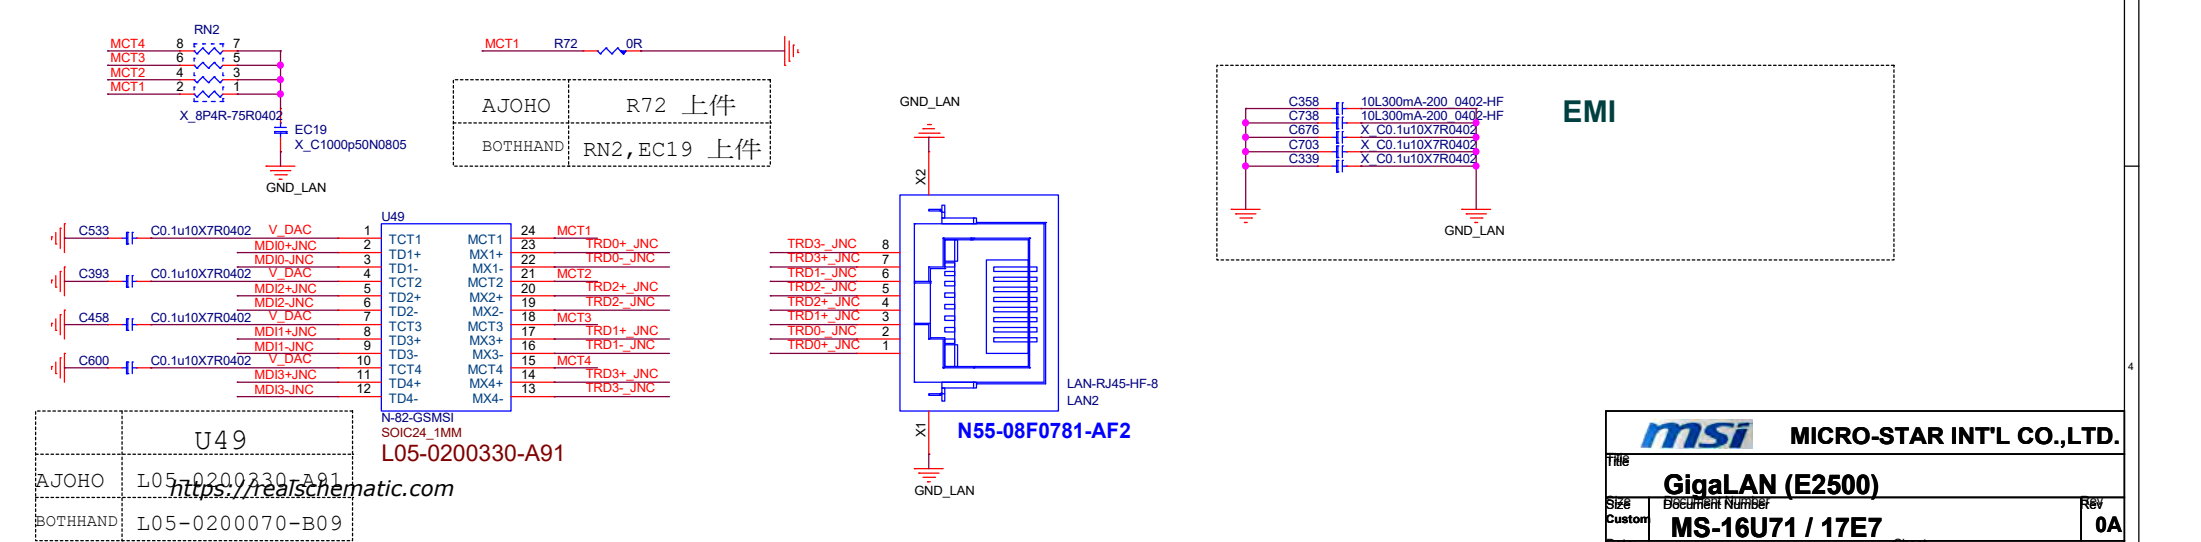 RN2
MCT4 8 7
MCT3 6 5
MCT2 4 3
MCT1 2 1
X_8P4R-75R0402
EC19
X_C1000p50N0805
GND_LAN
MCT1 R72 0R
AJOHO R72 上件
BOTHHAND RN2,EC19 上件
GND_LAN
X2
C358 10L300mA-200_0402-HF
C738 10L300mA-200_0402-HF
C676 X_C0.1u10X7R0402
C703 X_C0.1u10X7R0402
C339 X_C0.1u10X7R0402
EMI
GND_LAN
U49
C533 C0.1u10X7R0402 V_DAC 1 TCT1 MCT1 24 MCT1
MDI0+JNC 2 TD1+ MX1+ 23 TRD0+_JNC
MDI0-JNC 3 TD1- MX1- 22 TRD0-_JNC
C393 C0.1u10X7R0402 V_DAC 4 TCT2 MCT2 21 MCT2
MDI2+JNC 5 TD2+ MX2+ 20 TRD2+_JNC
MDI2-JNC 6 TD2- MX2- 19 TRD2-_JNC
C458 C0.1u10X7R0402 V_DAC 7 TCT3 MCT3 18 MCT3
MDI1+JNC 8 TD3+ MX3+ 17 TRD1+_JNC
MDI1-JNC 9 TD3- MX3- 16 TRD1-_JNC
C600 C0.1u10X7R0402 V_DAC 10 TCT4 MCT4 15 MCT4
MDI3+JNC 11 TD4+ MX4+ 14 TRD3+_JNC
MDI3-JNC 12 TD4- MX4- 13 TRD3-_JNC
N-82-GSMSI
SOIC24_1MM
L05-0200330-A91
TRD3-_JNC 8
TRD3+_JNC 7
TRD1-_JNC 6
TRD2-_JNC 5
TRD2+_JNC 4
TRD1+_JNC 3
TRD0-_JNC 2
TRD0+_JNC 1
LAN-RJ45-HF-8
LAN2
X1
N55-08F0781-AF2
GND_LAN
U49
AJOHO L05-0200330-A91
https://realschematic.com
BOTHHAND L05-0200070-B09
4
msi MICRO-STAR INT'L CO.,LTD.
Title
GigaLAN (E2500)
Size Document Number Rev
Custom MS-16U71 / 17E7 0A